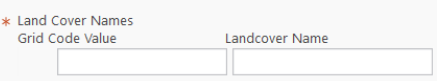 * Land Cover Names
Grid Code Value Landcover Name